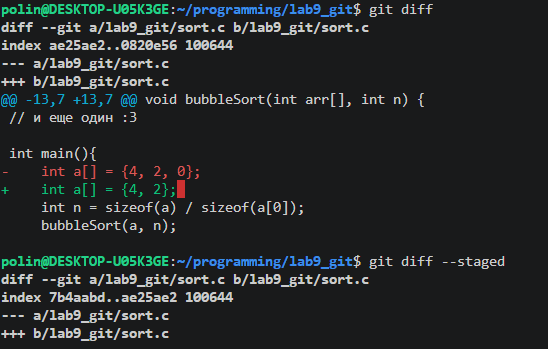 polin@DESKTOP-U05K3GE:~/programming/lab9_git$ git diff
diff --git a/lab9_git/sort.c b/lab9_git/sort.c
index ae25ae2..0820e56 100644
--- a/lab9_git/sort.c
+++ b/lab9_git/sort.c
@@ -13,7 +13,7 @@ void bubbleSort(int arr[], int n) {
 // и еще один :3

 int main(){
-    int a[] = {4, 2, 0};
+    int a[] = {4, 2};
     int n = sizeof(a) / sizeof(a[0]);
     bubbleSort(a, n);

polin@DESKTOP-U05K3GE:~/programming/lab9_git$ git diff --staged
diff --git a/lab9_git/sort.c b/lab9_git/sort.c
index 7b4aabd..ae25ae2 100644
--- a/lab9_git/sort.c
+++ b/lab9_git/sort.c